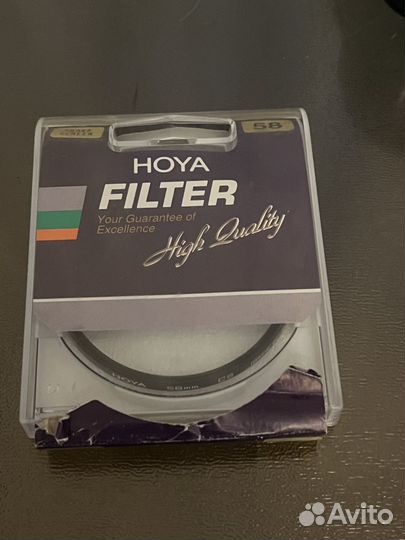 58
HOYA
FILTER
Your Guarantee of
Excellence
High Quality
HOYA 58mm
Avito